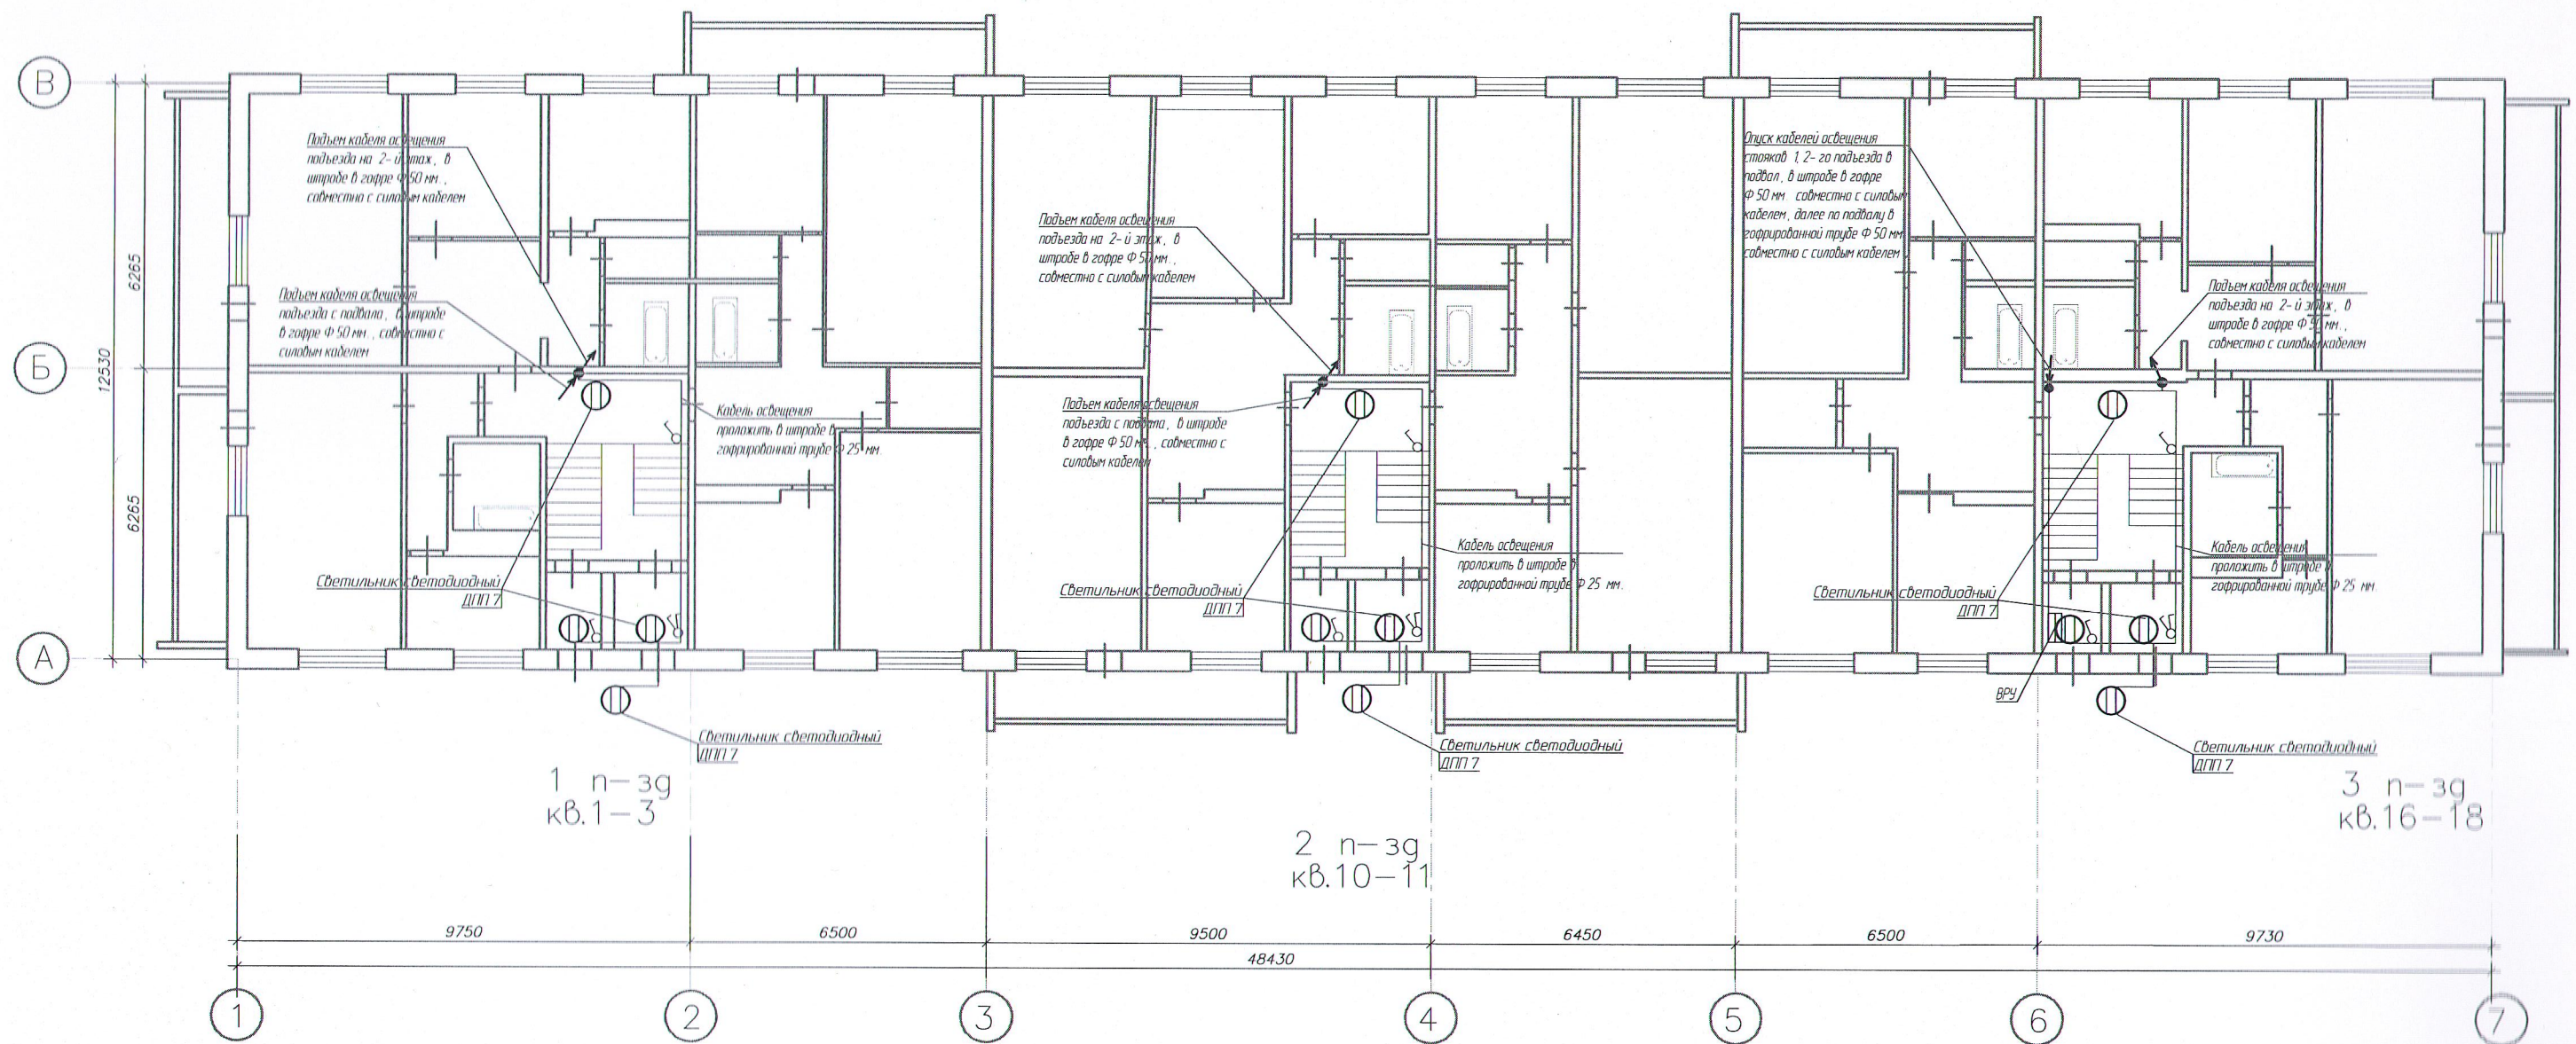 В
Подъем кабеля освещения
подъезда на 2-й этаж, в
штробе в гофре Ф 50 мм.,
совместно с силовым кабелем
Опуск кабелей освещения
стояков 1, 2-го подъезда в
подвал, в штробе в гофре
Ф 50 мм. совместно с силовым
кабелем, далее по подвалу в
гофрированной трубе Ф 50 мм
совместно с силовым кабелем
Подъем кабеля освещения
подъезда на 2-й этаж, в
штробе в гофре Ф 50 мм.,
совместно с силовым кабелем
6265
Подъем кабеля освещения
подъезда с подвала, в штробе
в гофре Ф 50 мм., совместно с
силовым кабелем
Подъем кабеля освещения
подъезда на 2-й этаж, в
штробе в гофре Ф 50 мм.,
совместно с силовым кабелем
Б
12530
Кабель освещения
проложить в штробе в
гофрированной трубе Ф 25 мм.
Подъем кабеля освещения
подъезда с подвала, в штробе
в гофре Ф 50 мм., совместно с
силовым кабелем
6265
Кабель освещения
проложить в штробе в
гофрированной трубе Ф 25 мм.
Кабель освещения
проложить в штробе в
гофрированной трубе Ф 25 мм.
Светильник светодиодный
ДПП 7
Светильник светодиодный
ДПП 7
Светильник светодиодный
ДПП 7
А
ВРУ
Светильник светодиодный
ДПП 7
Светильник светодиодный
ДПП 7
Светильник светодиодный
ДПП 7
1 п-зд
кв.1-3
2 п-зд
кв.10-11
3 п-зд
кв.16-18
9750
6500
9500
6450
6500
9730
48430
1
2
3
4
5
6
7